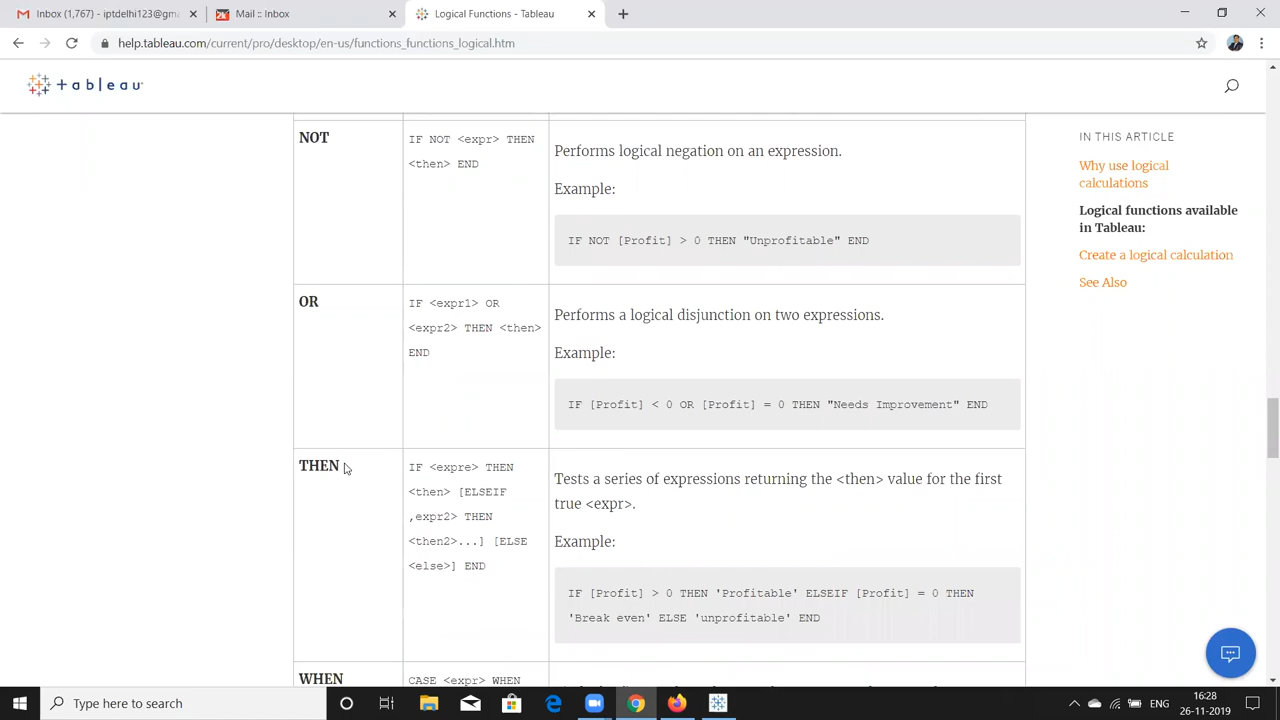 Inbox (1,767) - iptdelhi123@gma
Mail :: Inbox
Logical Functions - Tableau
help.tableau.com/current/pro/desktop/en-us/functions_functions_logical.htm
+ a b | e a u
IN THIS ARTICLE
Why use logical
calculations
Logical functions available
in Tableau:
Create a logical calculation
See Also
NOT
IF NOT <expr> THEN
<then> END
Performs logical negation on an expression.
Example:
IF NOT [Profit] > 0 THEN "Unprofitable" END
OR
IF <expr1> OR
<expr2> THEN <then>
END
Performs a logical disjunction on two expressions.
Example:
IF [Profit] < 0 OR [Profit] = 0 THEN "Needs Improvement" END
THEN
IF <expre> THEN
<then> [ELSEIF
,expr2> THEN
<then2>...] [ELSE
<else>] END
Tests a series of expressions returning the <then> value for the first
true <expr>.
Example:
IF [Profit] > 0 THEN 'Profitable' ELSEIF [Profit] = 0 THEN
'Break even' ELSE 'unprofitable' END
WHEN
CASE <expr> WHEN
Type here to search
ENG
16:28
26-11-2019